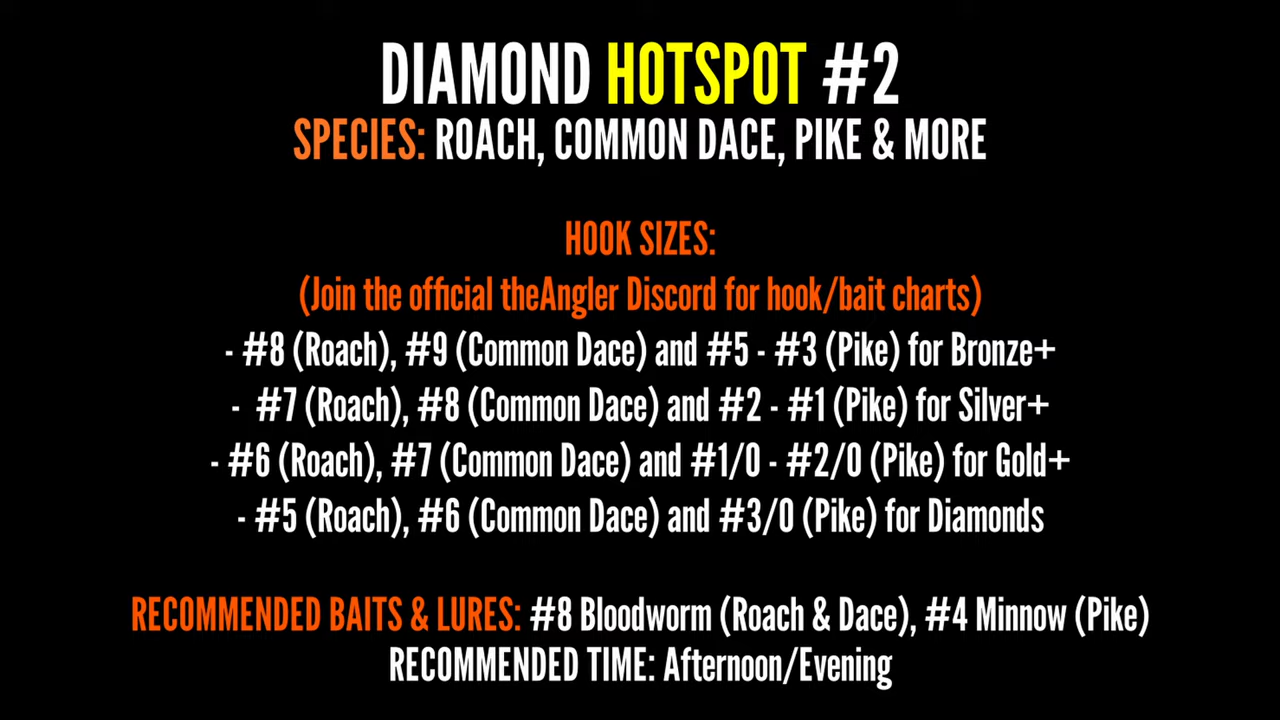 DIAMOND HOTSPOT #2
SPECIES: ROACH, COMMON DACE, PIKE & MORE
HOOK SIZES:
(Join the official theAngler Discord for hook/bait charts)
- #8 (Roach), #9 (Common Dace) and #5 - #3 (Pike) for Bronze+
- #7 (Roach), #8 (Common Dace) and #2 - #1 (Pike) for Silver+
- #6 (Roach), #7 (Common Dace) and #1/0 - #2/0 (Pike) for Gold+
- #5 (Roach), #6 (Common Dace) and #3/0 (Pike) for Diamonds
RECOMMENDED BAITS & LURES: #8 Bloodworm (Roach & Dace), #4 Minnow (Pike)
RECOMMENDED TIME: Afternoon/Evening